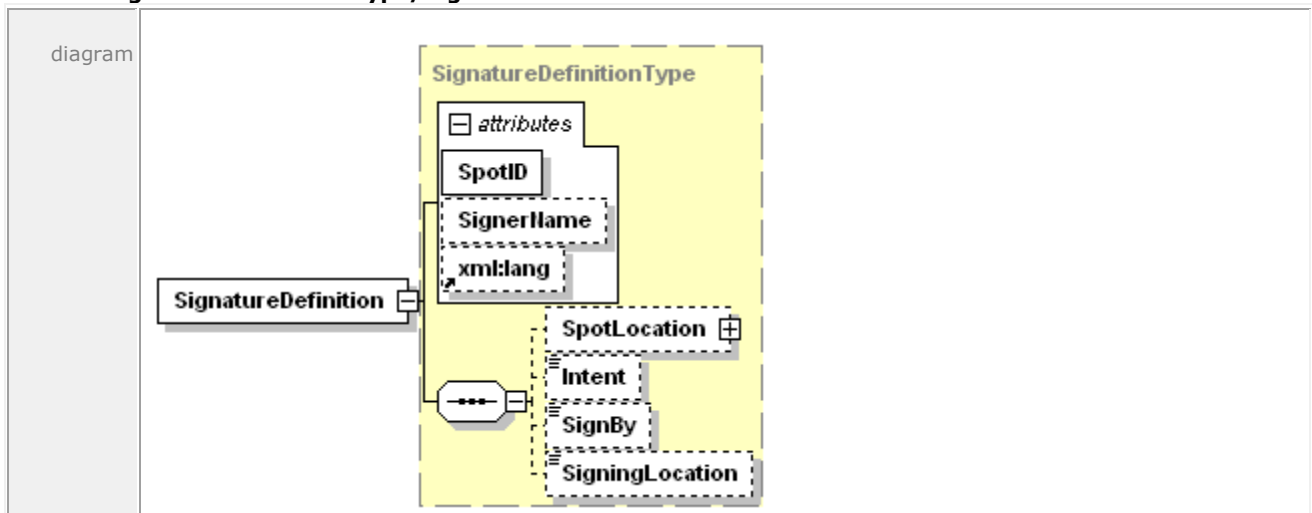 diagram
SignatureDefinitionType
attributes
SpotID
SignerName
xml:lang
SignatureDefinition
SpotLocation
Intent
SignBy
SigningLocation